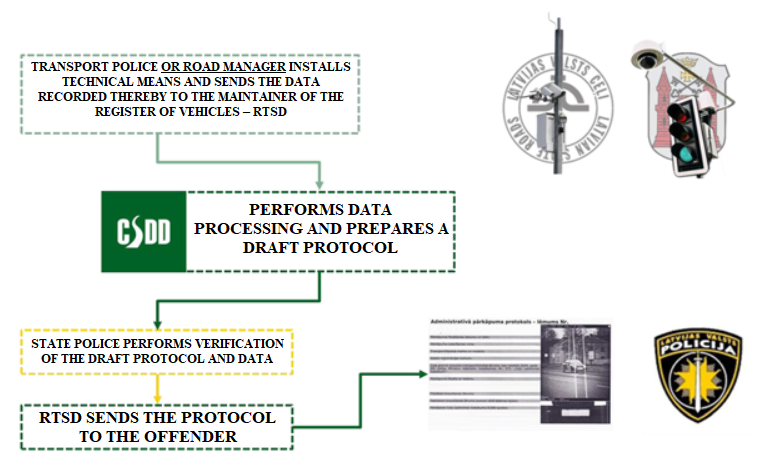 TRANSPORT POLICE OR ROAD MANAGER INSTALLS
TECHNICAL MEANS AND SENDS THE DATA
RECORDED THEREBY TO THE MAINTAINER OF THE
REGISTER OF VEHICLES – RTSD
LATVIJAS VALSTS CEĻI
LATVIAN STATE ROADS
CSDD
PERFORMS DATA
PROCESSING AND PREPARES A
DRAFT PROTOCOL
STATE POLICE PERFORMS VERIFICATION
OF THE DRAFT PROTOCOL AND DATA
Administratīvā pārkāpuma protokols – lēmums Nr.
LATVIJAS VALSTS
POLICIJA
RTSD SENDS THE PROTOCOL
TO THE OFFENDER